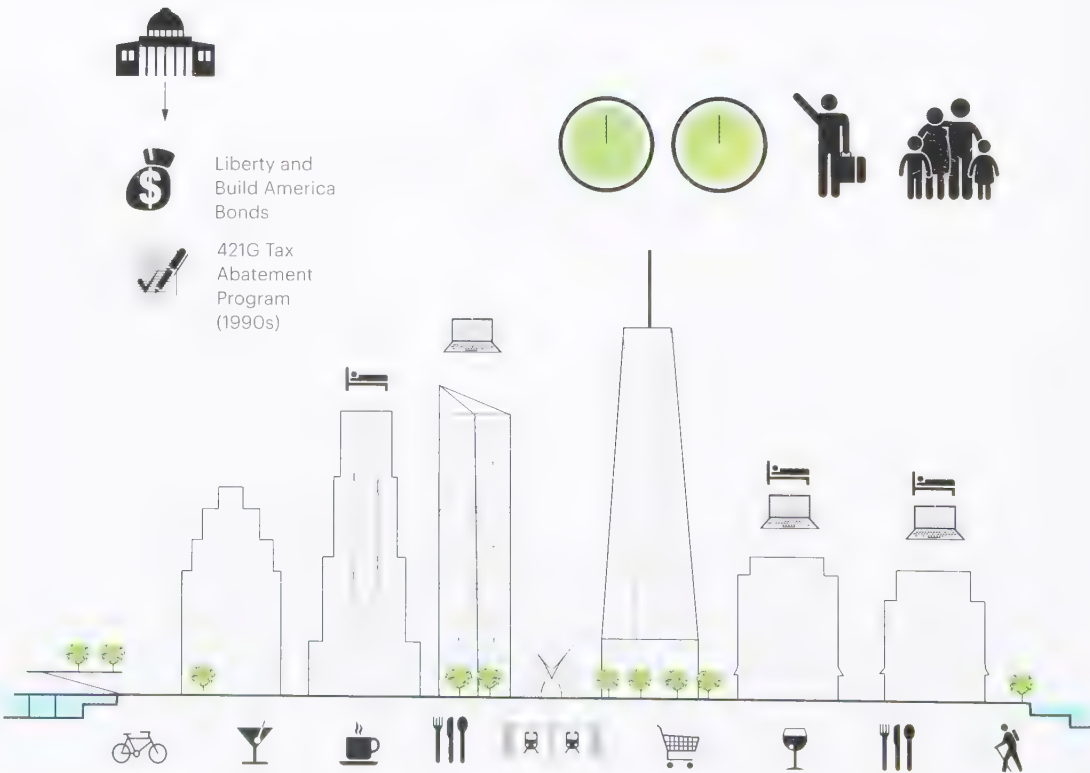 Liberty and
Build America
Bonds
421G Tax
Abatement
Program
(1990s)